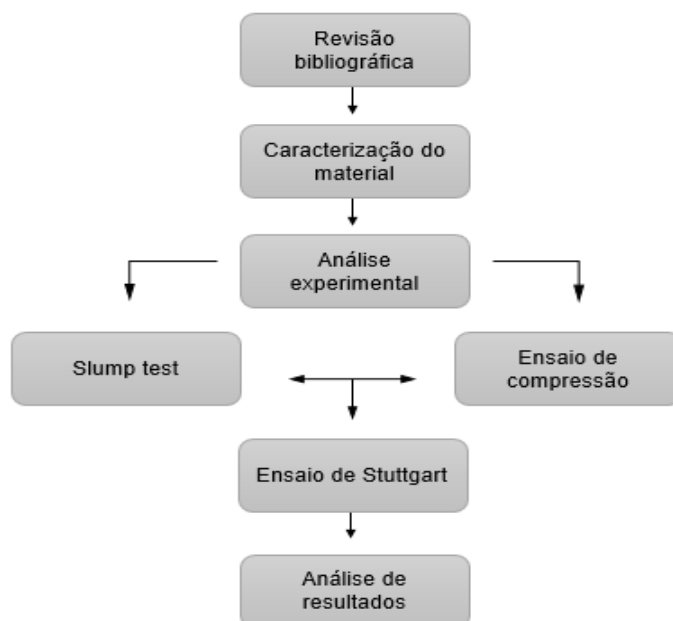 Revisão
bibliográfica
Caracterização do
material
Análise
experimental
Slump test
Ensaio de
compressão
Ensaio de Stuttgart
Análise de
resultados